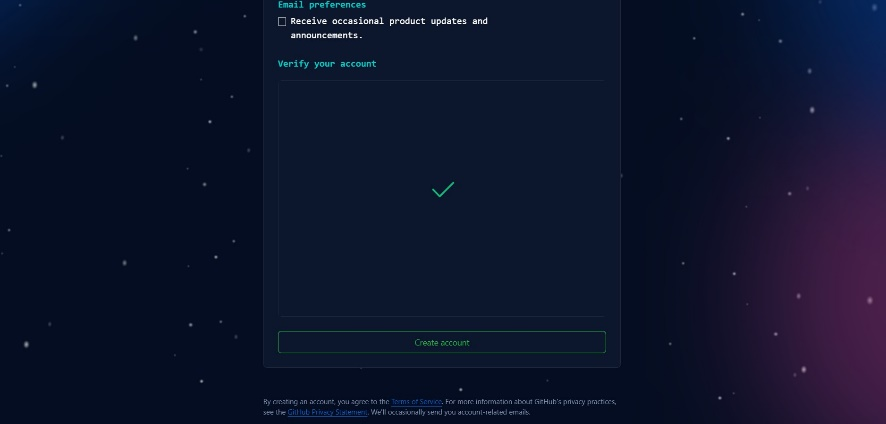 Email preferences
Receive occasional product updates and
announcements.
Verify your account
Create account
By creating an account, you agree to the Terms of Service. For more information about GitHub's privacy practices,
see the GitHub Privacy Statement. We'll occasionally send you account-related emails.